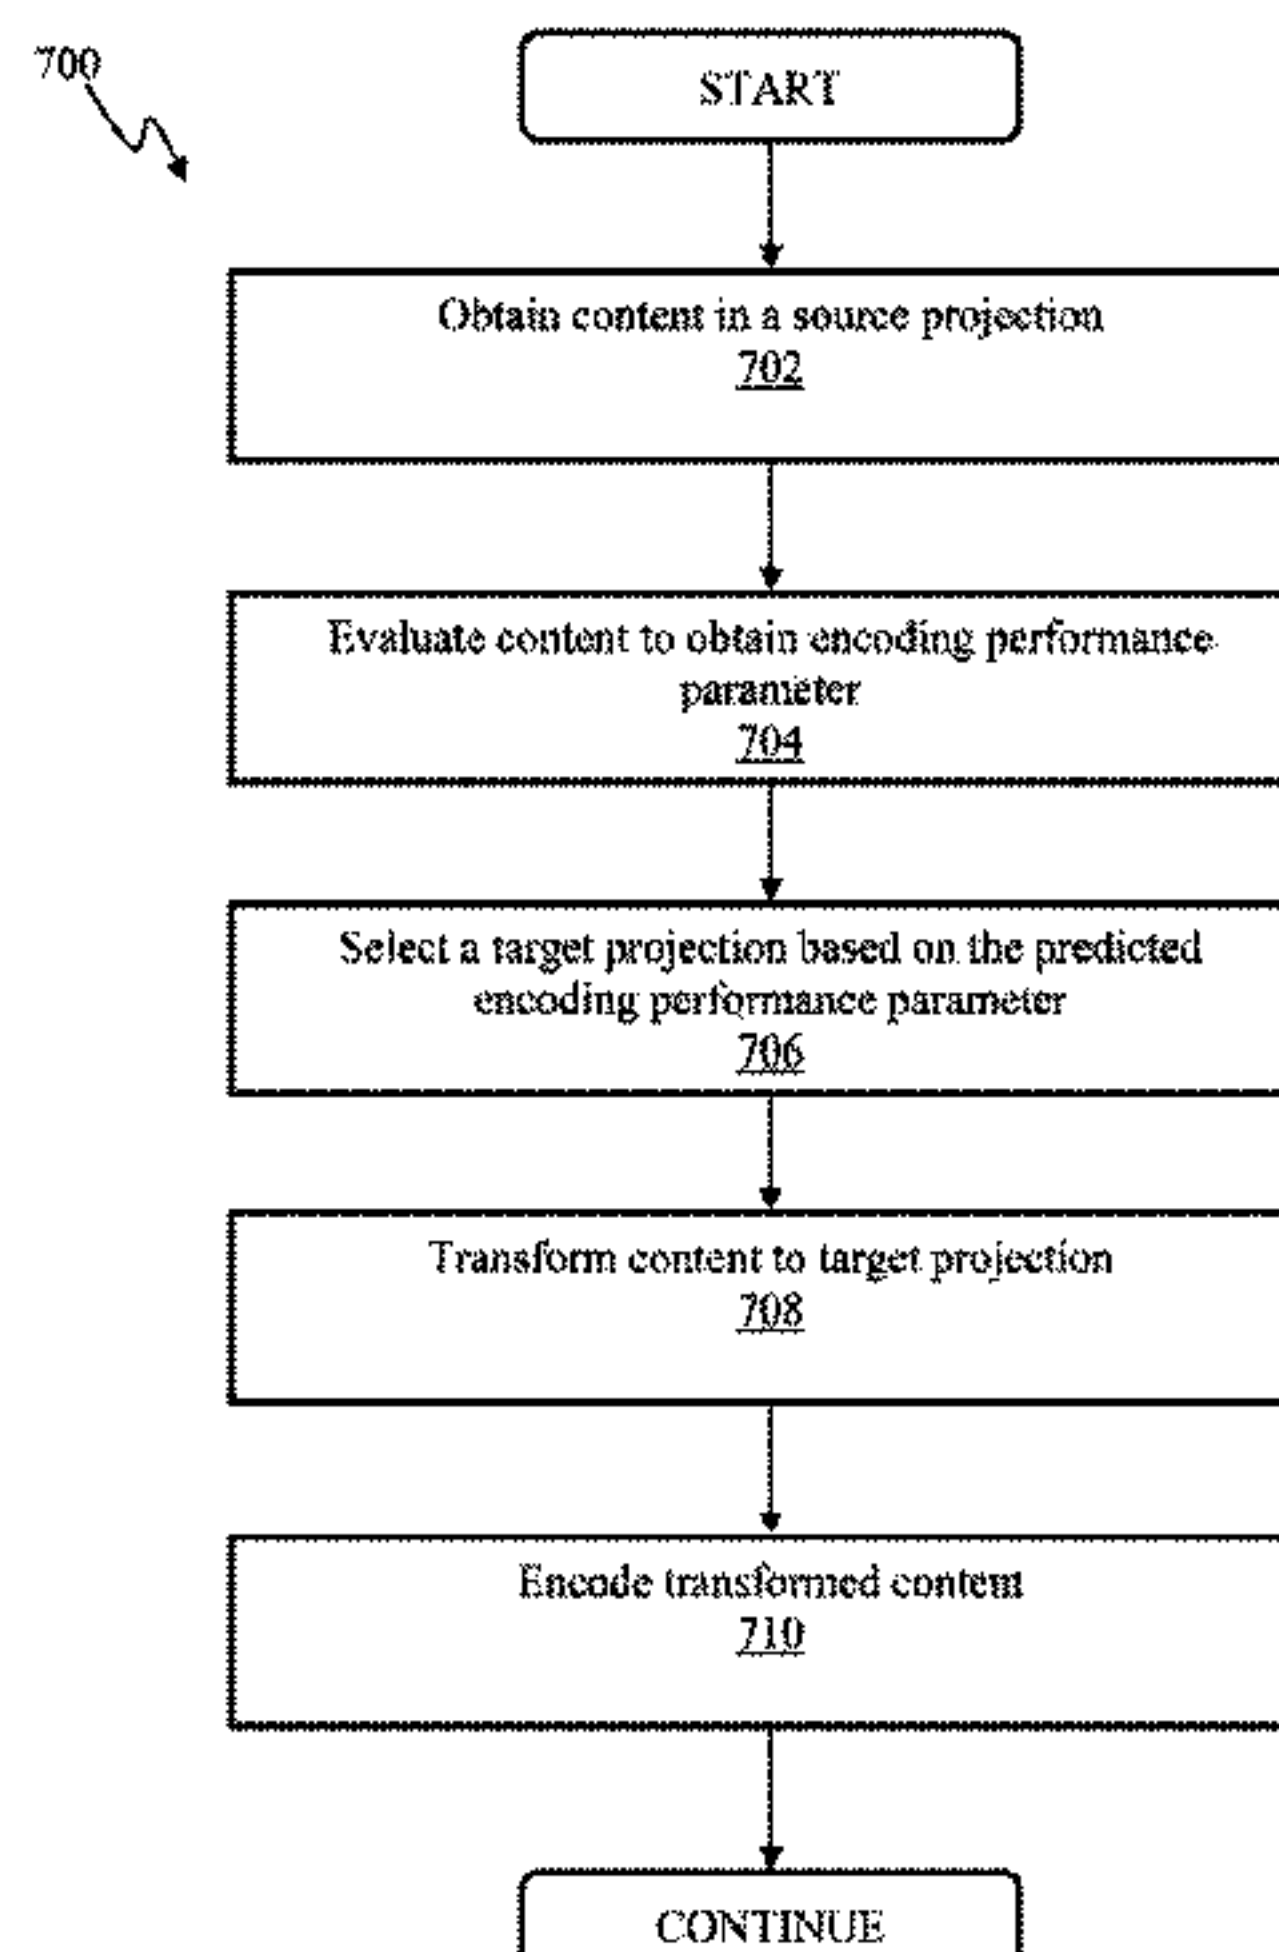 700
START
Obtain content in a source projection
702
Evaluate content to obtain encoding performance
parameter
704
Select a target projection based on the predicted
encoding performance parameter
706
Transform content to target projection
708
Encode transformed content
710
CONTINUE